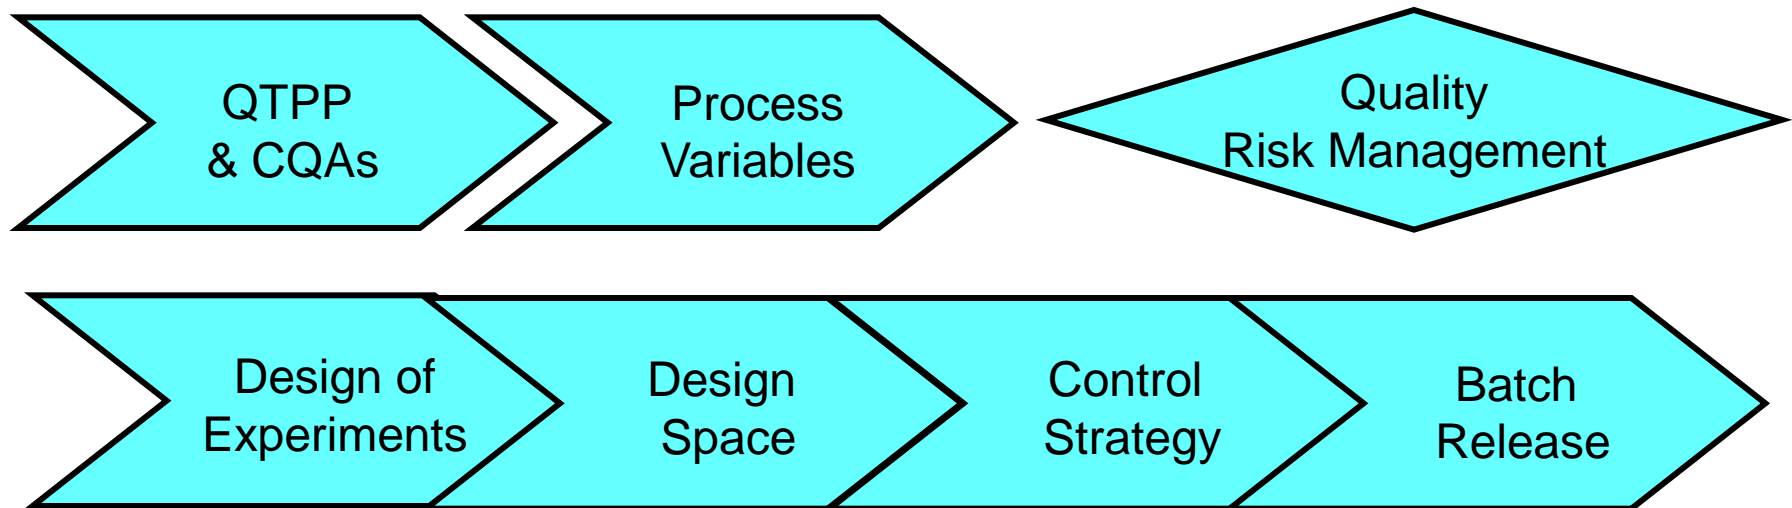 QTPP
& CQAs
Process
Variables
Quality
Risk Management
Design of
Experiments
Design
Space
Control
Strategy
Batch
Release